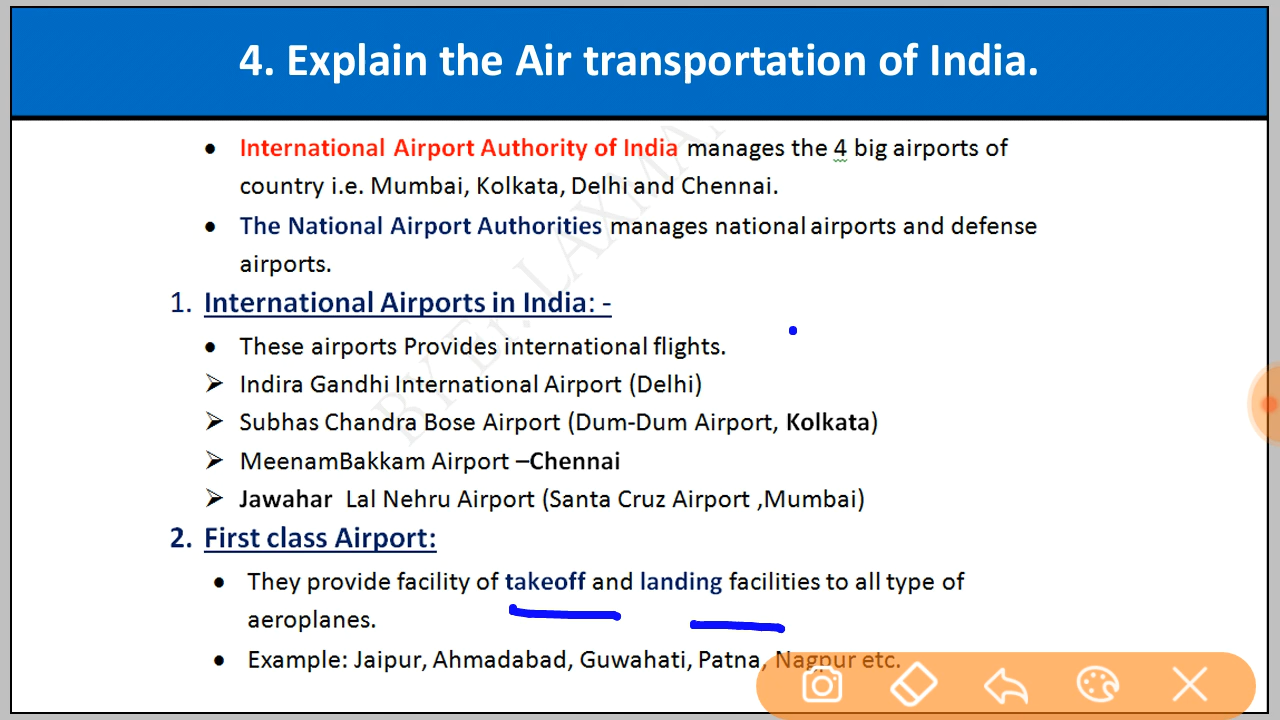 4. Explain the Air transportation of India.
• International Airport Authority of India manages the 4 big airports of
country i.e. Mumbai, Kolkata, Delhi and Chennai.
• The National Airport Authorities manages national airports and defense
airports.
1. International Airports in India: -
• These airports Provides international flights.
➢ Indira Gandhi International Airport (Delhi)
➢ Subhas Chandra Bose Airport (Dum-Dum Airport, Kolkata)
➢ MeenamBakkam Airport –Chennai
➢ Jawahar Lal Nehru Airport (Santa Cruz Airport ,Mumbai)
2. First class Airport:
• They provide facility of takeoff and landing facilities to all type of
aeroplanes.
• Example: Jaipur, Ahmadabad, Guwahati, Patna, Nagpur etc.
BY Er. LAXMA